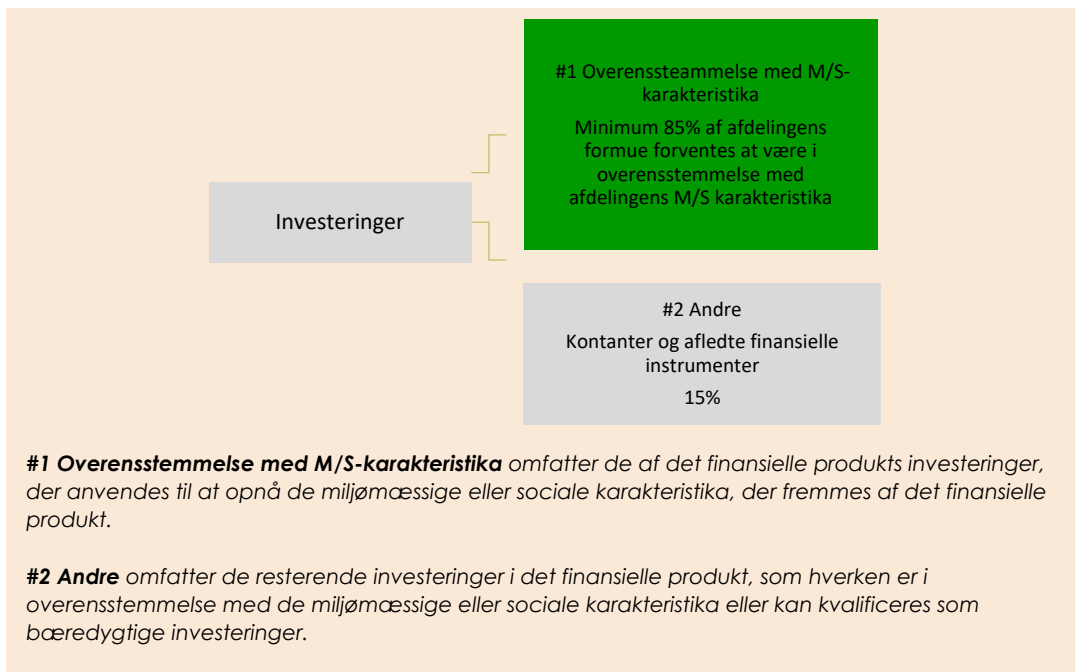 #1 Overenssteammelse med M/S-
karakteristika
Minimum 85% af afdelingens
formue forventes at være i
overensstemmelse med
afdelingens M/S karakteristika
Investeringer
#2 Andre
Kontanter og afledte finansielle
instrumenter
15%
#1 Overensstemmelse med M/S-karakteristika omfatter de af det finansielle produkts investeringer,
der anvendes til at opnå de miljømæssige eller sociale karakteristika, der fremmes af det finansielle
produkt.
#2 Andre omfatter de resterende investeringer i det finansielle produkt, som hverken er i
overensstemmelse med de miljømæssige eller sociale karakteristika eller kan kvalificeres som
bæredygtige investeringer.